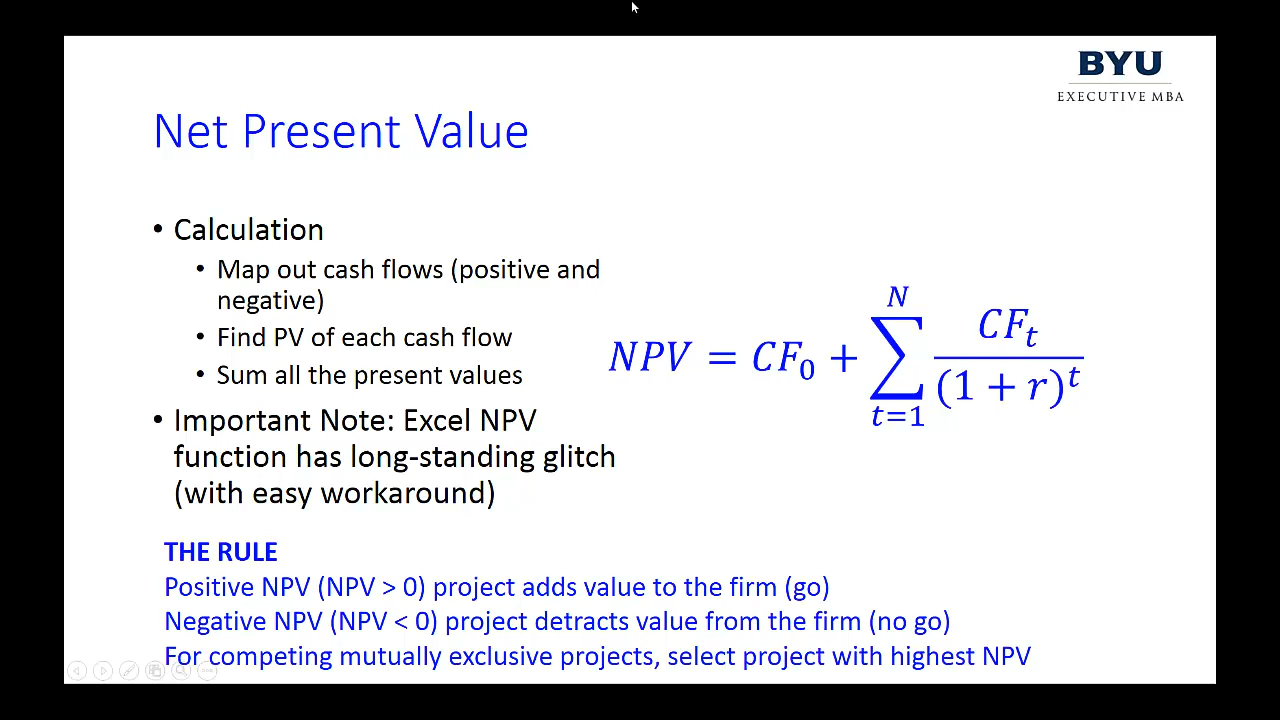 BYU
EXECUTIVE MBA
Net Present Value
• Calculation
• Map out cash flows (positive and
negative)
• Find PV of each cash flow
• Sum all the present values
• Important Note: Excel NPV
function has long-standing glitch
(with easy workaround)
NPV = CF₀ + ∑_{t=1}^{N} CF_t / (1 + r)^t
THE RULE
Positive NPV (NPV > 0) project adds value to the firm (go)
Negative NPV (NPV < 0) project detracts value from the firm (no go)
For competing mutually exclusive projects, select project with highest NPV